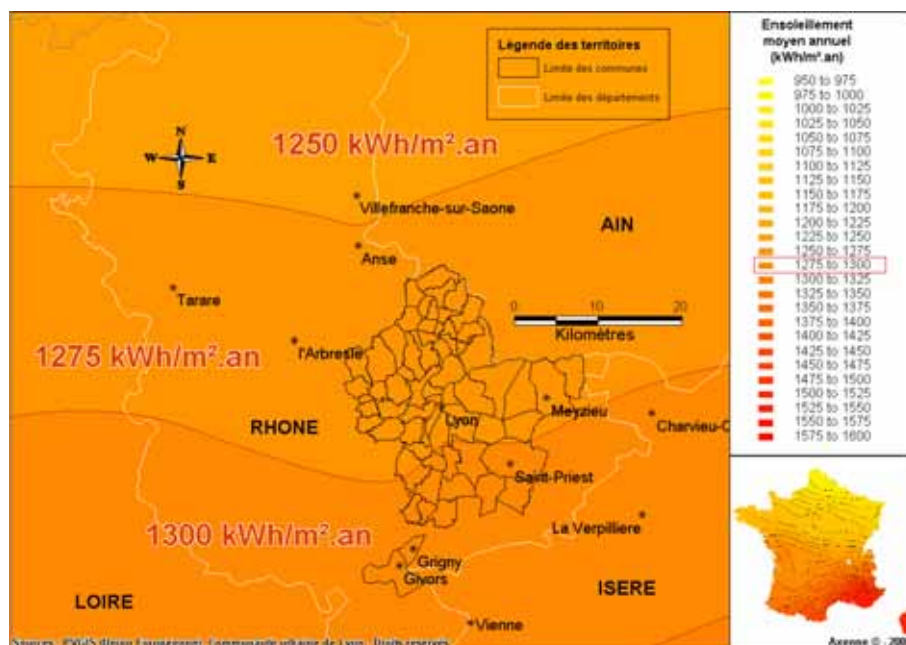 Légende des territoires
Limite des communes
Limite des départements
N
W E
S
1250 kWh/m².an
Villefranche-sur-Saone
AIN
Anse
Tarare
0 10 20
Kilomètres
l'Arbresle
1275 kWh/m².an
Meyzieu
Lyon
Charvieu-C
RHONE
Saint-Priest
1300 kWh/m².an
La Verpilliere
Grigny
Givors
LOIRE
ISERE
Vienne
Communauté urbaine de Lyon
Ensoleillement
moyen annuel
(kWh/m².an)
950 to 975
975 to 1000
1000 to 1025
1025 to 1050
1050 to 1075
1075 to 1100
1100 to 1125
1125 to 1150
1150 to 1175
1175 to 1200
1200 to 1225
1225 to 1250
1250 to 1275
1275 to 1300
1300 to 1325
1325 to 1350
1350 to 1375
1375 to 1400
1400 to 1425
1425 to 1450
1450 to 1475
1475 to 1500
1500 to 1525
1525 to 1550
1550 to 1575
1575 to 1600
Axenne © - 200